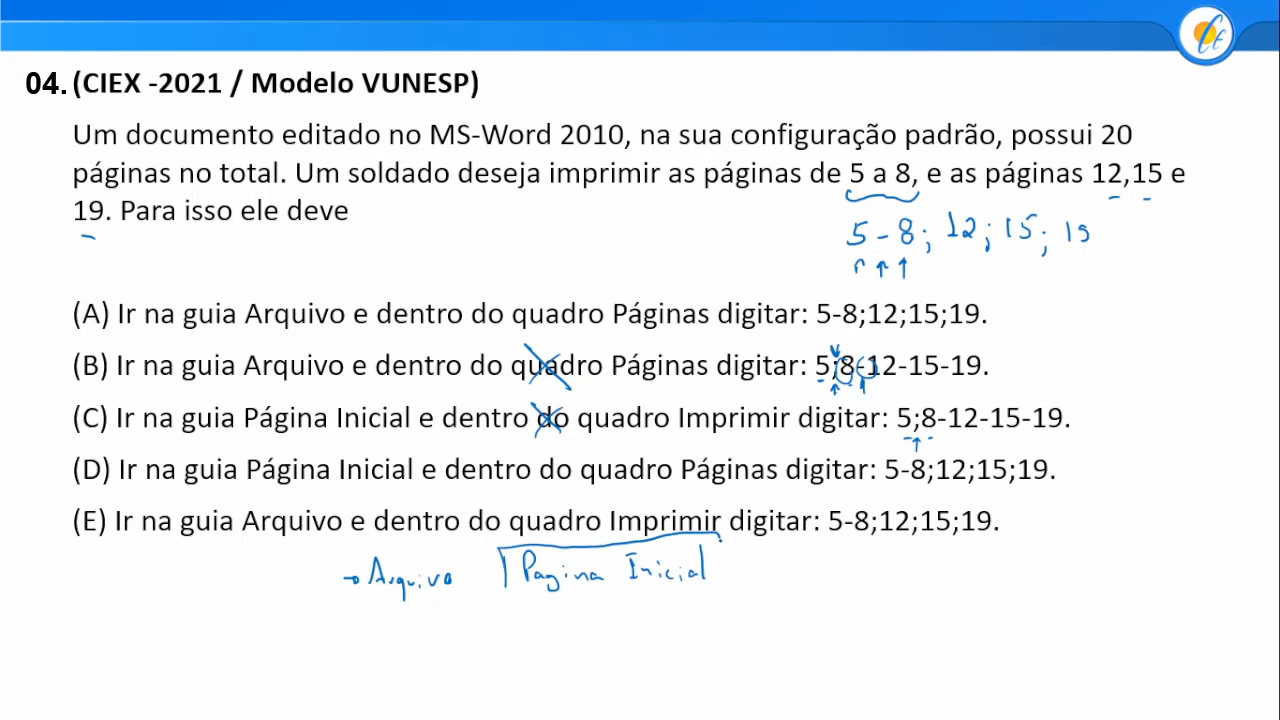 04. (CIEX -2021 / Modelo VUNESP)
Um documento editado no MS-Word 2010, na sua configuração padrão, possui 20
páginas no total. Um soldado deseja imprimir as páginas de 5 a 8, e as páginas 12,15 e
19. Para isso ele deve
5-8; 12; 15; 19
(A) Ir na guia Arquivo e dentro do quadro Páginas digitar: 5-8;12;15;19.
(B) Ir na guia Arquivo e dentro do quadro Páginas digitar: 5;8-12-15-19.
(C) Ir na guia Página Inicial e dentro do quadro Imprimir digitar: 5;8-12-15-19.
(D) Ir na guia Página Inicial e dentro do quadro Páginas digitar: 5-8;12;15;19.
(E) Ir na guia Arquivo e dentro do quadro Imprimir digitar: 5-8;12;15;19.
→ Arquivo Pagina Inicial